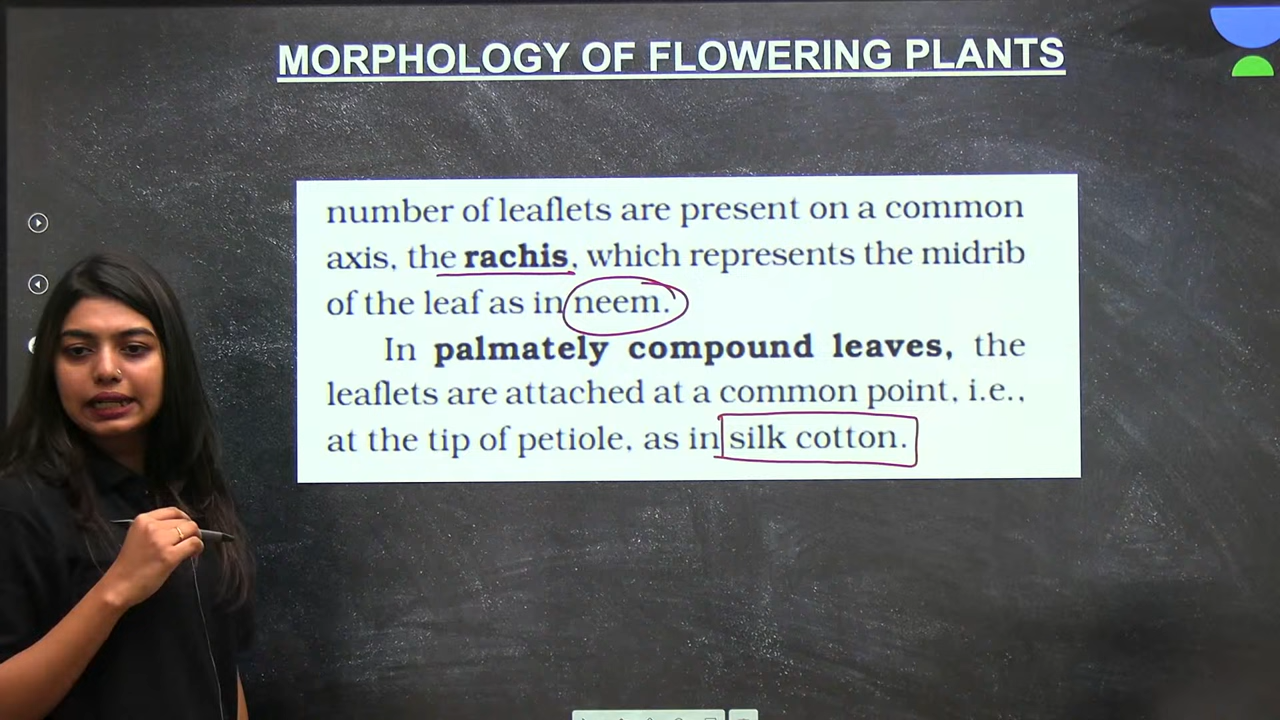 MORPHOLOGY OF FLOWERING PLANTS
number of leaflets are present on a common
axis, the rachis, which represents the midrib
of the leaf as in neem.
In palmately compound leaves, the
leaflets are attached at a common point, i.e.,
at the tip of petiole, as in silk cotton.